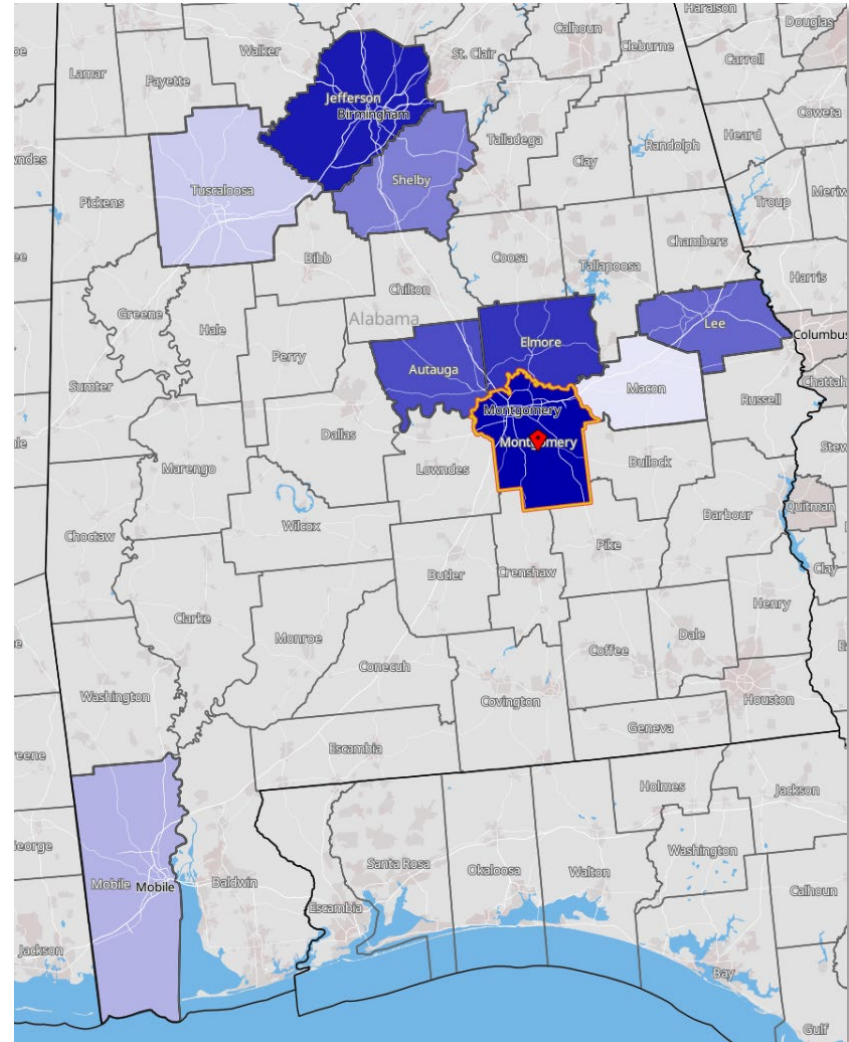 Haralson
Calhoun
Douglas
Walker
St. Clair
Cleburne
Carroll
Lamar
Fayette
Jefferson
Birmingham
Coweta
Talladega
Heard
Randolph
Clay
Shelby
Tuscaloosa
Pickens
Troup
Meriw
Chambers
Bibb
Coosa
Tallapoosa
Harris
Chilton
Greene
Hale
Alabama
Lee
Elmore
Columbus
Perry
Autauga
Macon
Chattah
Sumter
Russell
Montgomery
Dallas
Stew
Montgomery
Lowndes
Bullock
Marengo
Quitman
Barbour
Wilcox
Choctaw
Pike
Clay
Butler
Crenshaw
Henry
Clarke
Monroe
Dale
Coffee
Conecuh
Washington
Covington
Houston
Geneva
Escambia
Holmes
Jackson
George
Washington
Santa Rosa
Okaloosa
Walton
Mobile
Mobile
Baldwin
Calhoun
Escambia
Jackson
Bay
Gulf